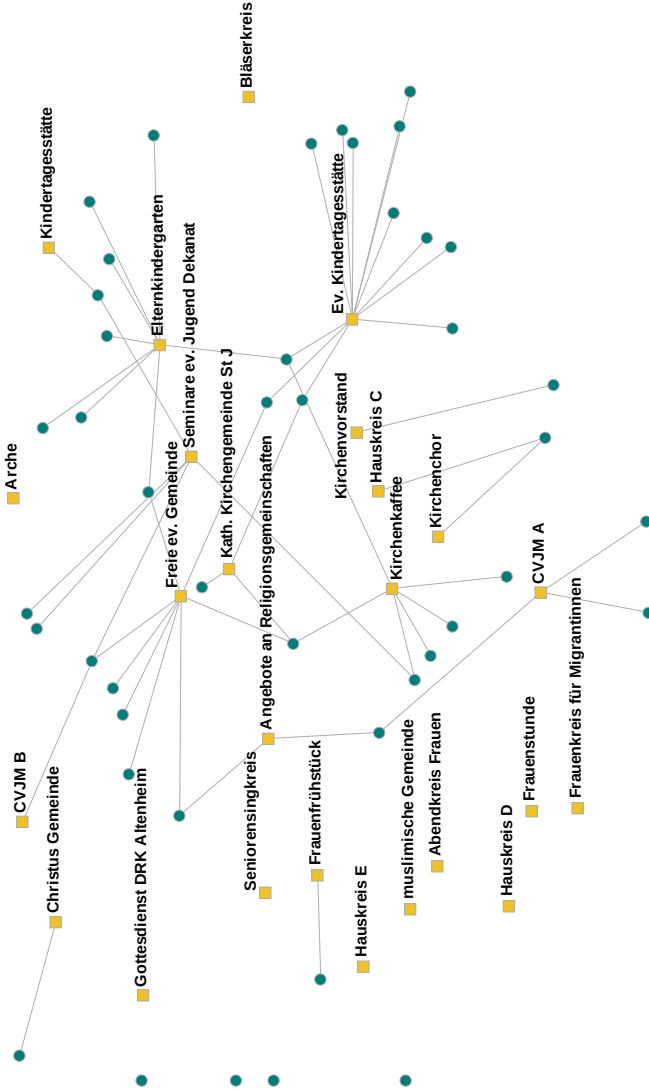 Bläserkreis
Kindertagesstätte
Elternkindergarten
Seminare ev. Jugend Dekanat
Ev. Kindertagesstätte
Arche
Freie ev. Gemeinde
Kath. Kirchengemeinde St J
Angebote an Religionsgemeinschaften
Kirchenvorstand
Hauskreis C
Kirchenkaffee
Kirchenchor
CVJM A
CVJM B
Christus Gemeinde
Gottesdienst DRK Altenheim
Seniorensingkreis
Frauenfrühstück
Hauskreis E
muslimische Gemeinde
Abendkreis Frauen
Hauskreis D
Frauenstunde
Frauenkreis für Migrantinnen